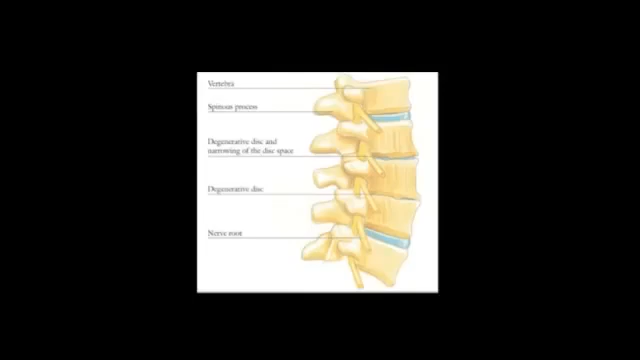 Vertebra
Spinous process
Degenerative disc and
narrowing of the disc space
Degenerative disc
Nerve root